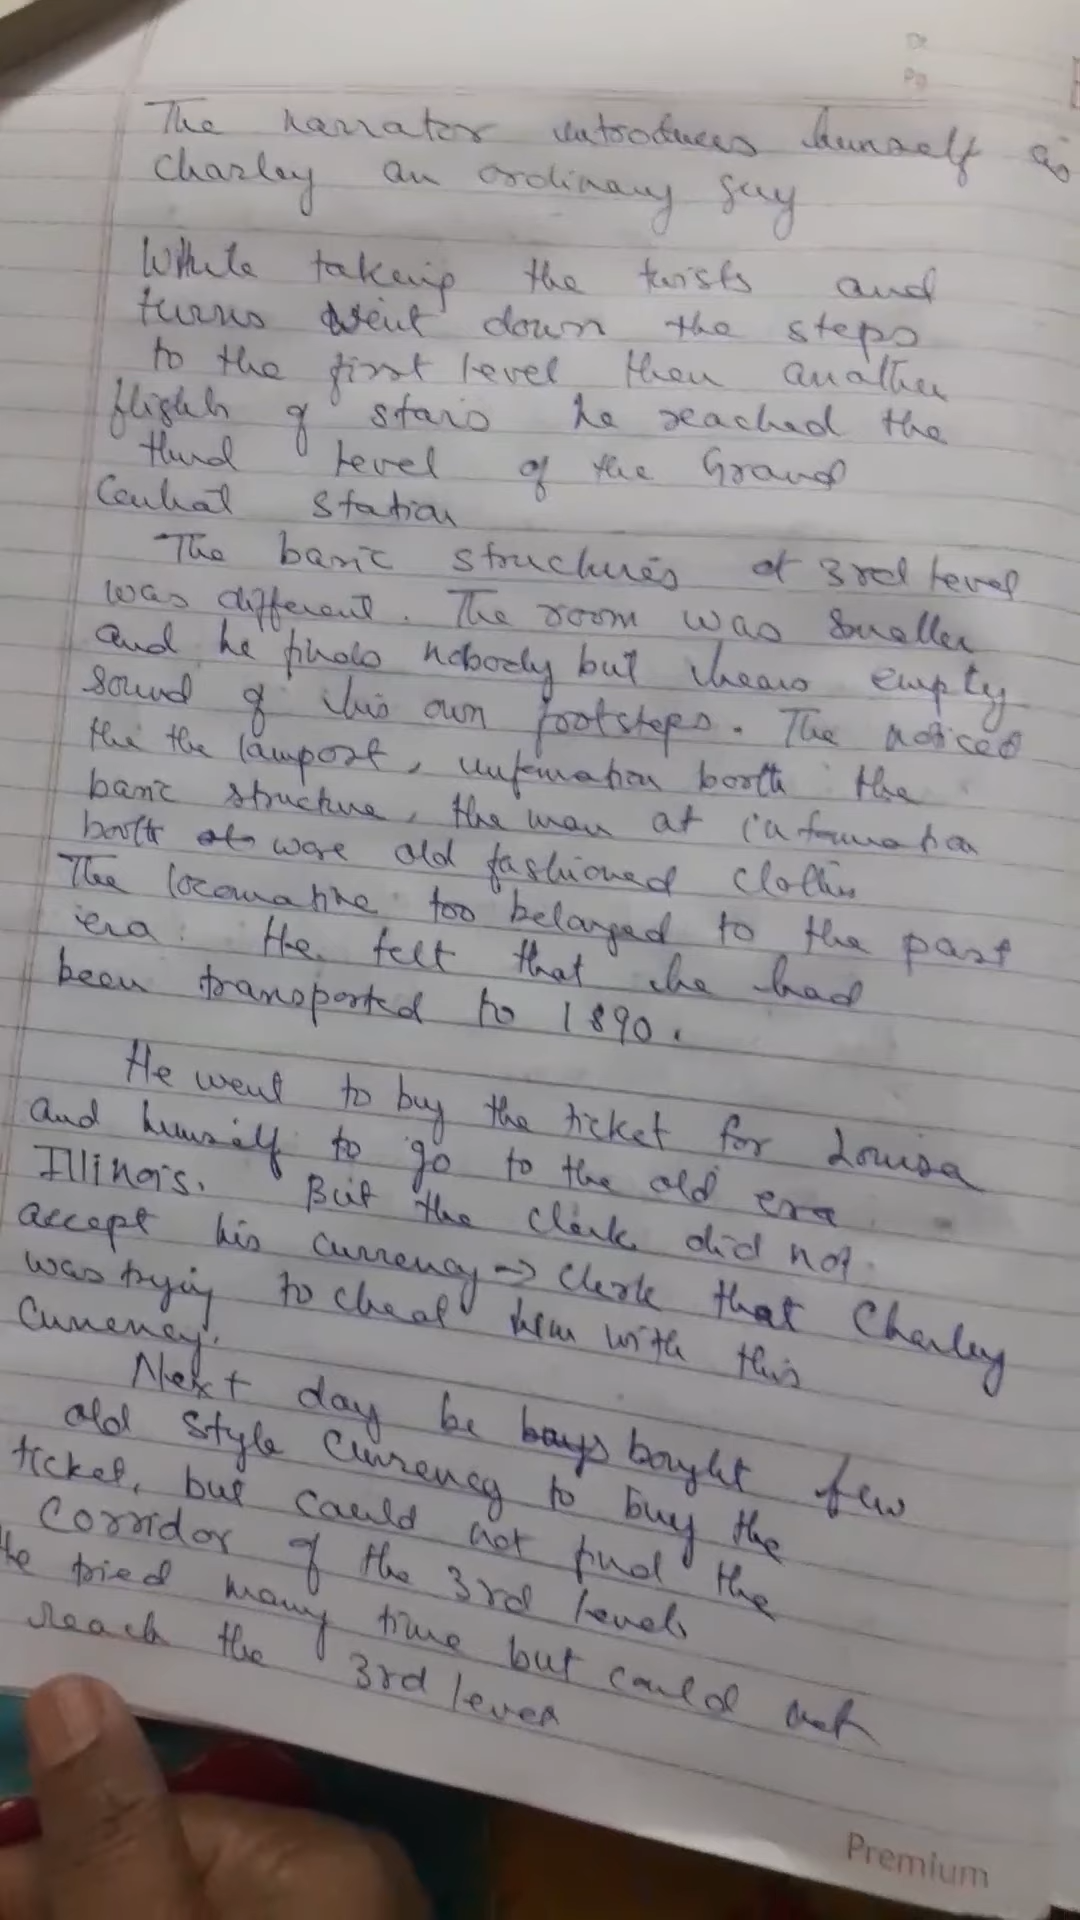 The narrator introduces himself as
Charley an ordinary guy
While taking the twists and
turns went down the steps
to the first level then another
flights of stairs he reached the
third level of the Grand
Central Station
The basic structures of 3rd level
was different. The room was smaller
and he finds nobody but hears empty
sound of his own footsteps. The noticed
the the lampost, information booth the
basic structure, the man at information
booth wore old fashioned clothes
The locomotive too belonged to the past
era. He felt that he had
been transported to 1890.
He went to buy the ticket for Louisa
and himself to go to the old era
Illinois. But the clerk did not
accept his currency → Clerk that Charley
was trying to cheat him with this
Currency.
Next day he buys bought few
old style currency to buy the
ticket, but could not find the
Corridor of the 3rd level.
He tried many time but could not
reach the 3rd level
Premium